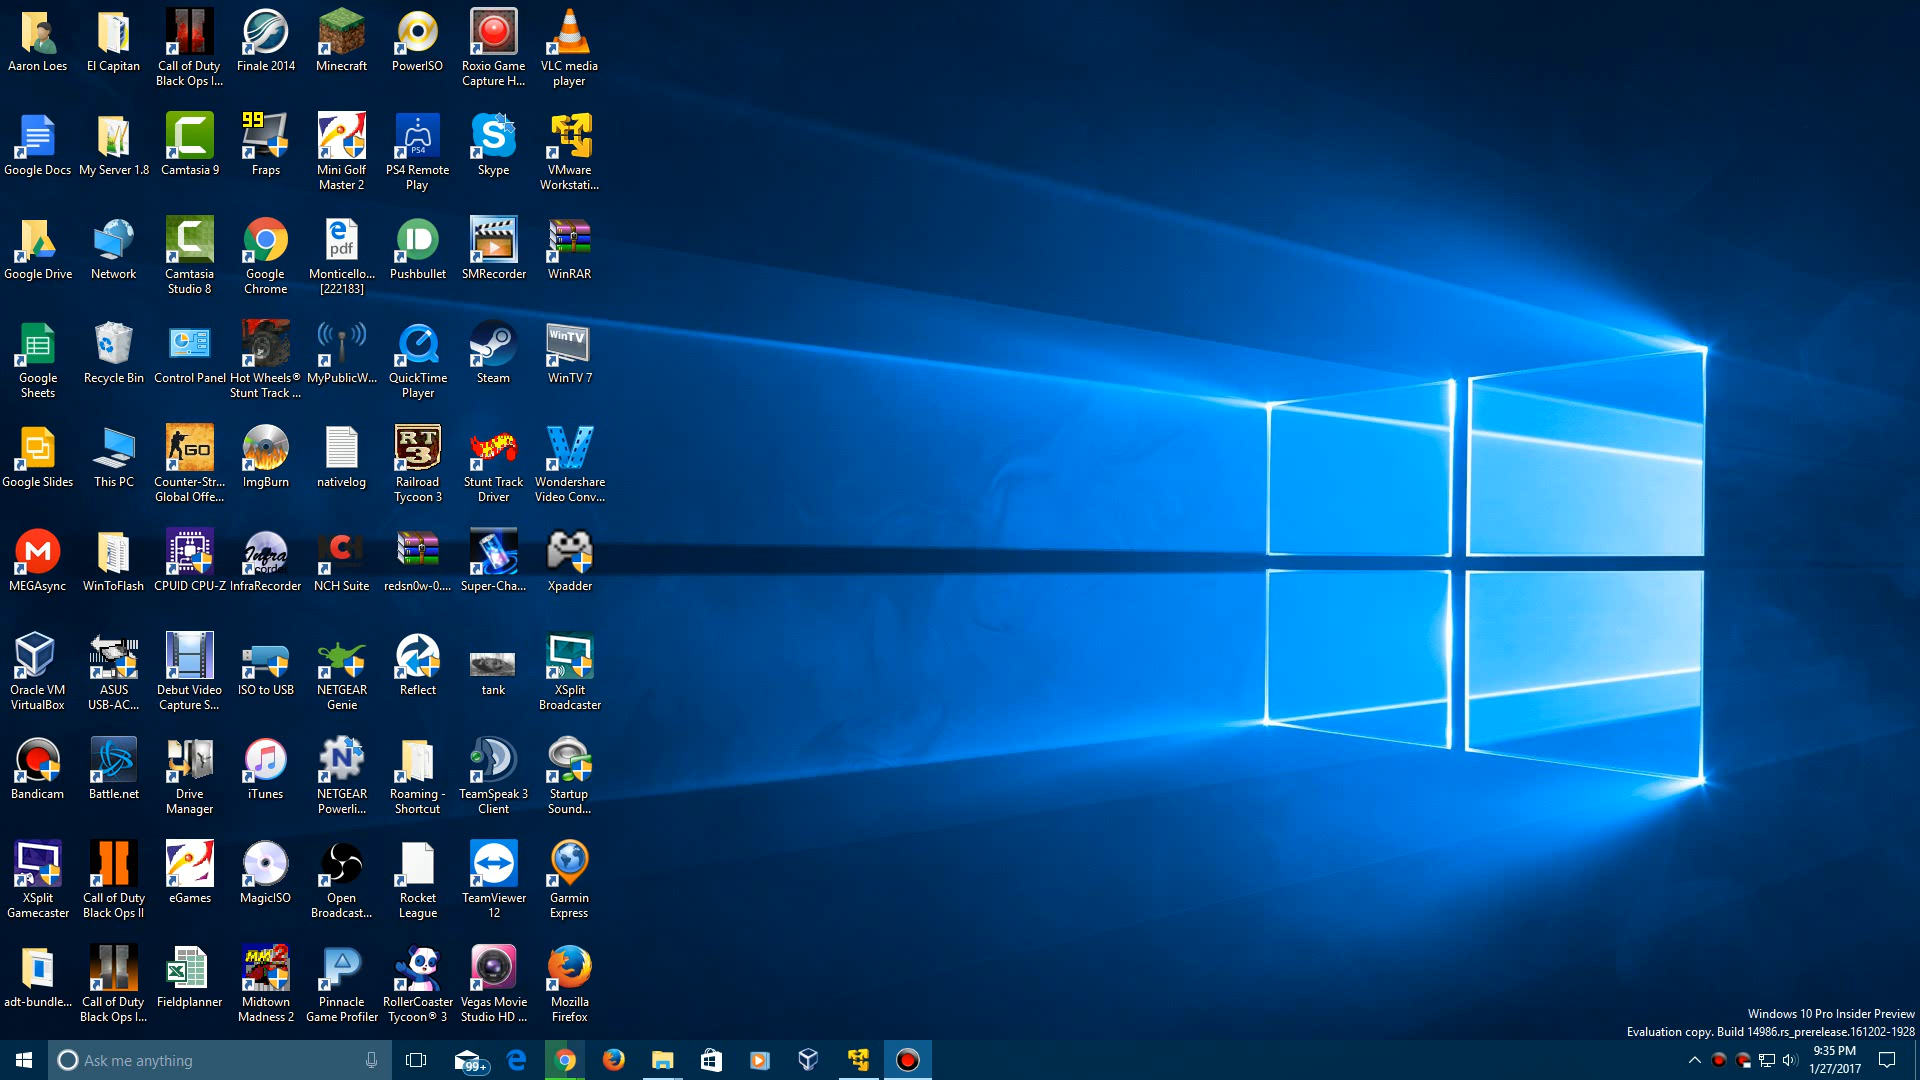 Aaron Loes
El Capitan
Call of Duty
Black Ops I...
Finale 2014
Minecraft
PowerISO
Roxio Game
Capture H...
VLC media
player
Google Docs
My Server 1.8
Camtasia 9
99
Fraps
Mini Golf
Master 2
PS4
PS4 Remote
Play
S
Skype
VMware
Workstati...
Google Drive
Network
Camtasia
Studio 8
Google
Chrome
pdf
Monticello...
[222183]
Pushbullet
SMRecorder
WinRAR
Google
Sheets
Recycle Bin
Control Panel
Hot Wheels®
Stunt Track ...
MyPublicW...
QuickTime
Player
Steam
WinTV
WinTV 7
Google Slides
This PC
GO
Counter-Str...
Global Offe...
ImgBurn
nativelog
RT
3
Railroad
Tycoon 3
Stunt Track
Driver
Wondershare
Video Conv...
MEGAsync
WinToFlash
CPUID CPU-Z
InfraRecorder
NCH Suite
redsn0w-0....
Super-Cha...
Xpadder
Oracle VM
VirtualBox
ASUS
USB-AC...
Debut Video
Capture S...
ISO to USB
NETGEAR
Genie
Reflect
tank
XSplit
Broadcaster
Bandicam
Battle.net
Drive
Manager
iTunes
N
NETGEAR
Powerli...
Roaming -
Shortcut
TeamSpeak 3
Client
Startup
Sound...
XSplit
Gamecaster
Call of Duty
Black Ops II
eGames
MagicISO
Open
Broadcast...
Rocket
League
TeamViewer
12
Garmin
Express
adt-bundle...
Call of Duty
Black Ops I...
Fieldplanner
Midtown
Madness 2
Pinnacle
Game Profiler
RollerCoaster
Tycoon® 3
Vegas Movie
Studio HD ...
Mozilla
Firefox
Windows 10 Pro Insider Preview
Evaluation copy. Build 14986.rs_prerelease.161202-1928
Ask me anything
99+
9:35 PM
1/27/2017